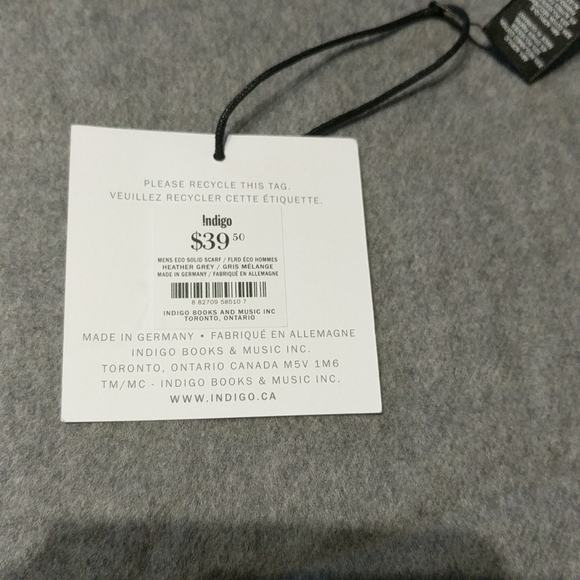 PLEASE RECYCLE THIS TAG.
VEUILLEZ RECYCLER CETTE ÉTIQUETTE.
!ndigo
$39 50
MENS ECO SOLID SCARF / FLRD ÉCO HOMMES
HEATHER GREY / GRIS MÉLANGE
MADE IN GERMANY / FABRIQUÉ EN ALLEMAGNE
8 82709 58510 7
INDIGO BOOKS AND MUSIC INC
TORONTO, ONTARIO
MADE IN GERMANY • FABRIQUÉ EN ALLEMAGNE
INDIGO BOOKS & MUSIC INC.
TORONTO, ONTARIO CANADA M5V 1M6
TM/MC - INDIGO BOOKS & MUSIC INC.
WWW.INDIGO.CA